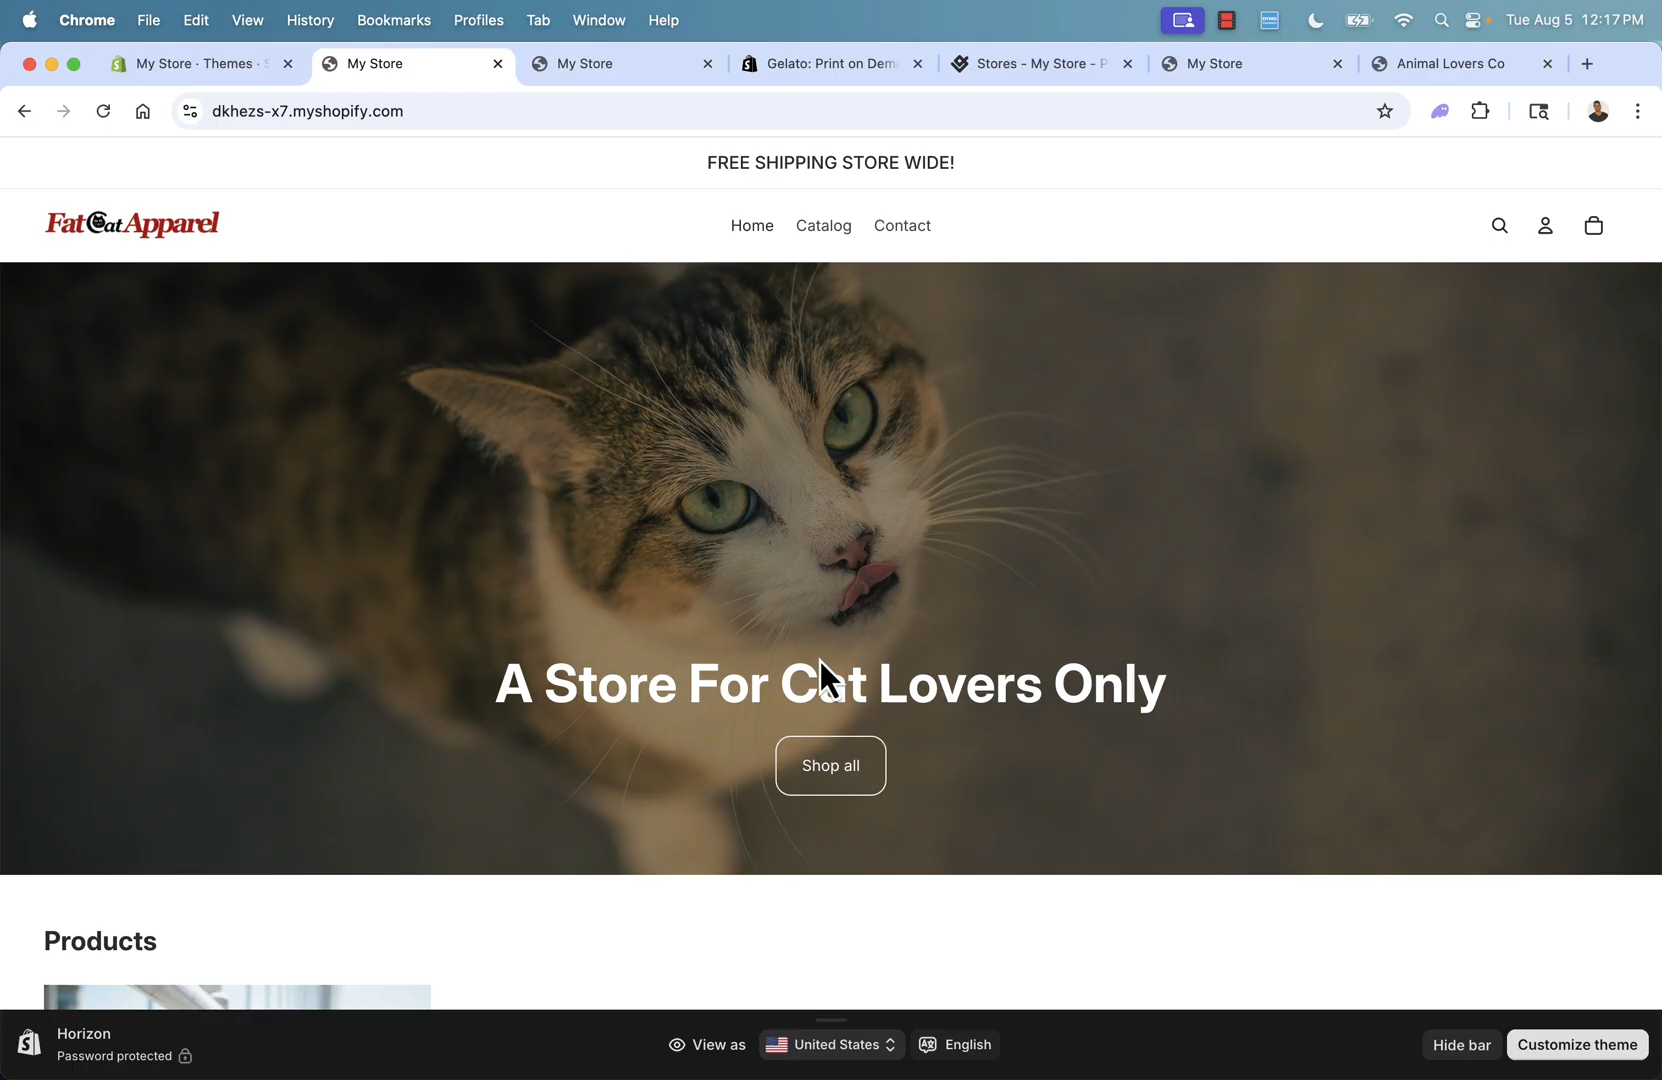 Chrome File Edit View History Bookmarks Profiles Tab Window Help Tue Aug 5 12:17 PM
My Store · Themes · My Store My Store Gelato: Print on Dem Stores - My Store - P My Store Animal Lovers Co
dkhezs-x7.myshopify.com
FREE SHIPPING STORE WIDE!
Fat Cat Apparel
Home Catalog Contact
A Store For Cat Lovers Only
Shop all
Products
Horizon
Password protected
View as United States English
Hide bar Customize theme